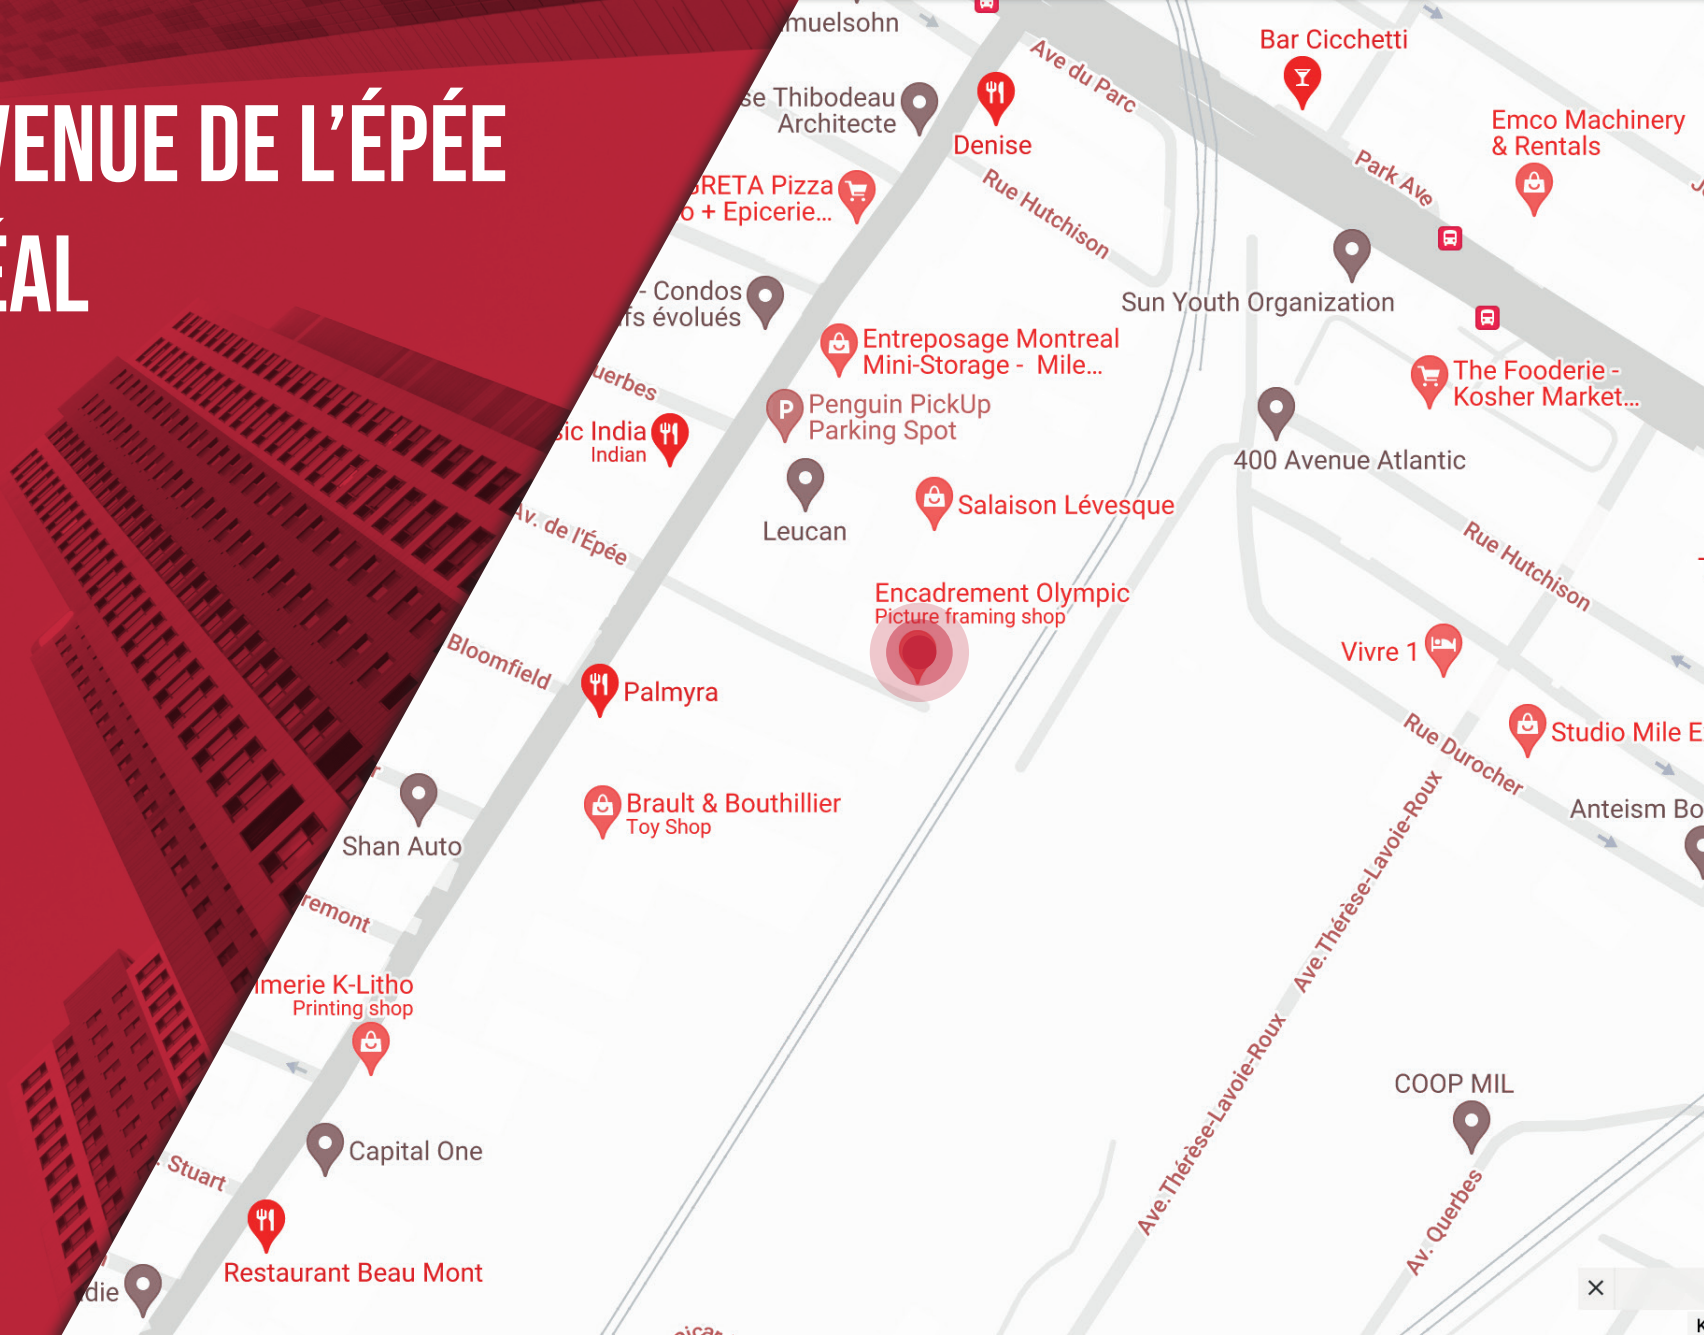 VENUE DE L'ÉPÉE
ÉAL
muelsohn
se Thibodeau
Architecte
Denise
Ave du Parc
Bar Cicchetti
Emco Machinery
& Rentals
Park Ave
GRETA Pizza
o + Epicerie...
Rue Hutchison
Sun Youth Organization
- Condos
ifs évolués
Entreposage Montreal
Mini-Storage - Mile...
The Fooderie -
Kosher Market...
uerbes
P
Penguin PickUp
Parking Spot
sic India
Indian
400 Avenue Atlantic
Leucan
Salaison Lévesque
Av. de l'Épée
Rue Hutchison
Encadrement Olympic
Picture framing shop
Bloomfield
Palmyra
Vivre 1
Studio Mile E
Rue Durocher
Brault & Bouthillier
Toy Shop
Shan Auto
Anteism Bo
Ave. Thérèse-Lavoie-Roux
remont
imerie K-Litho
Printing shop
Ave. Thérèse-Lavoie-Roux
COOP MIL
Capital One
. Stuart
Av. Querbes
Restaurant Beau Mont
die